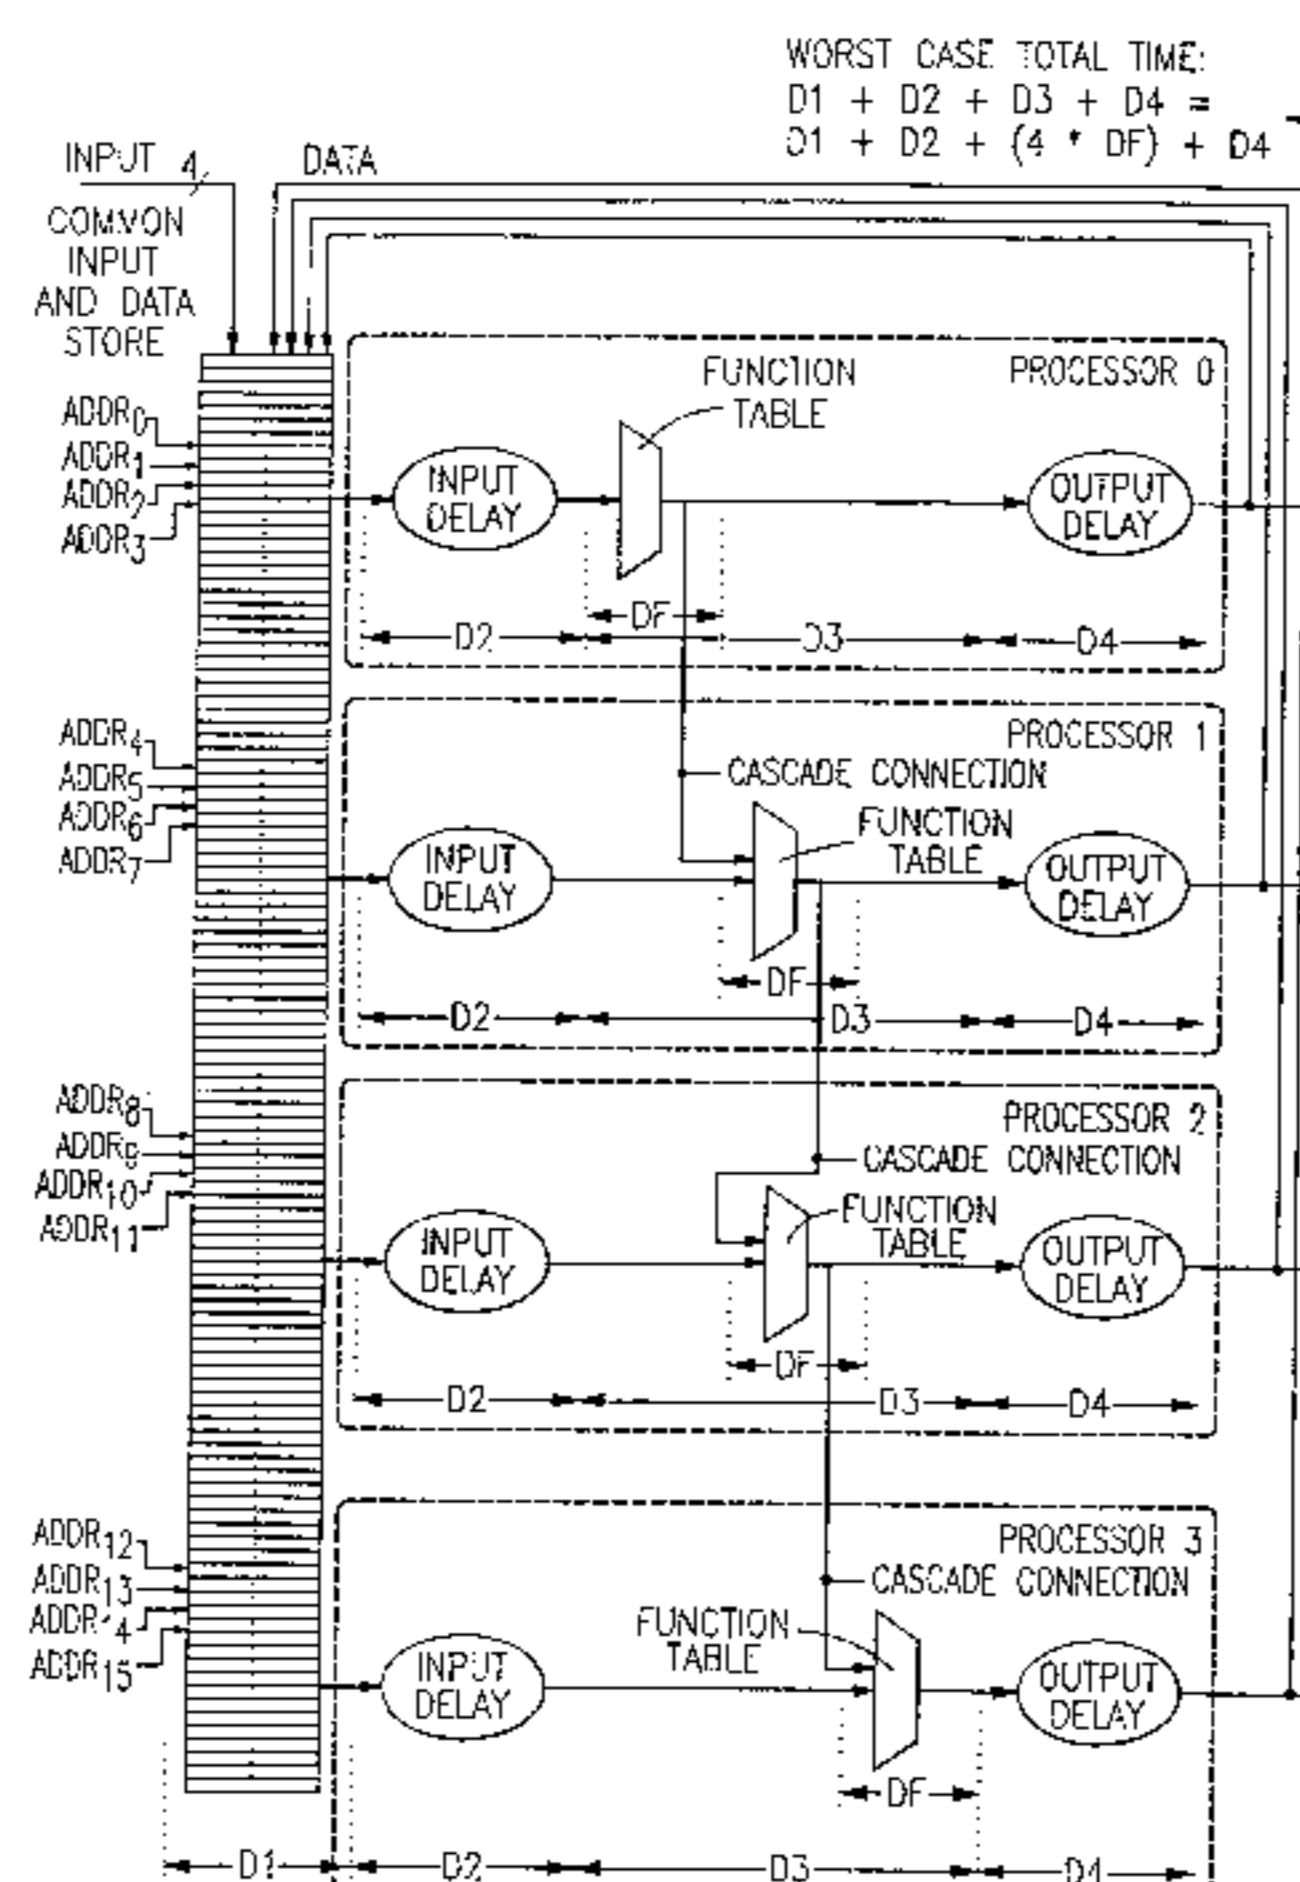 WORST CASE TOTAL TIME:
D1 + D2 + D3 + D4 =
D1 + D2 + (4 * DF) + D4
INPUT 4
DATA
COMMON
INPUT
AND DATA
STORE
ADDR0
ADDR1
ADDR2
ADDR3
PROCESSOR 0
FUNCTION
TABLE
INPUT
DELAY
OUTPUT
DELAY
DF
D2
D3
D4
ADDR4
ADDR5
ADDR6
ADDR7
PROCESSOR 1
CASCADE CONNECTION
FUNCTION
TABLE
INPUT
DELAY
OUTPUT
DELAY
DF
D2
D3
D4
ADDR8
ADDR9
ADDR10
ADDR11
PROCESSOR 2
CASCADE CONNECTION
FUNCTION
TABLE
INPUT
DELAY
OUTPUT
DELAY
DF
D2
D3
D4
ADDR12
ADDR13
ADDR14
ADDR15
PROCESSOR 3
CASCADE CONNECTION
FUNCTION
TABLE
INPUT
DELAY
OUTPUT
DELAY
DF
D1
D2
D3
D4